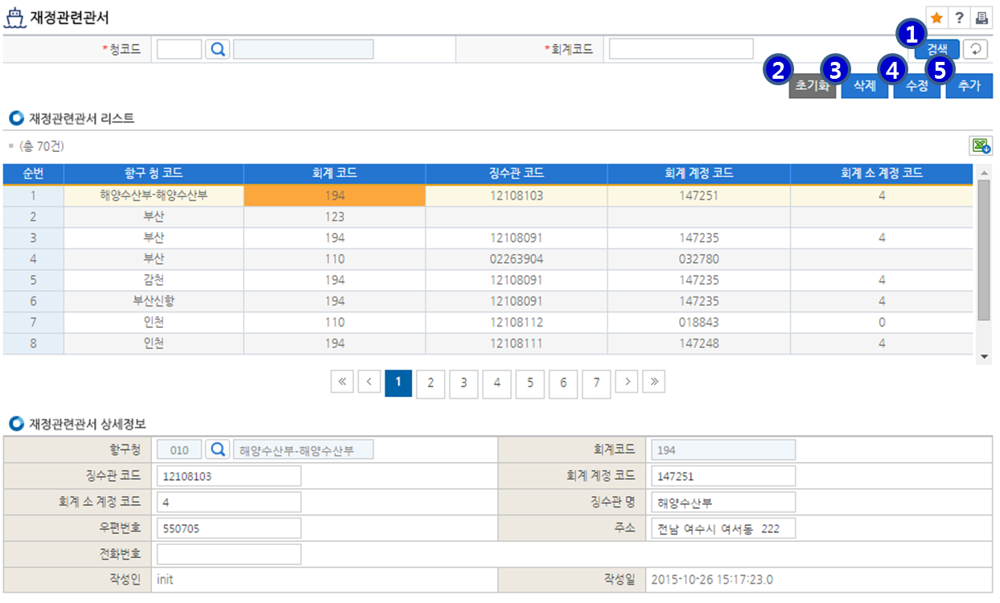 재정관련관서
?
*청코드 *회계코드 검색
1
2 3 4 5
초기화 삭제 수정 추가
재정관련관서 리스트
(총 70건)
순번 항구 청 코드 회계 코드 징수관 코드 회계 계정 코드 회계 소 계정 코드
1 해양수산부-해양수산부 194 12108103 147251 4
2 부산 123
3 부산 194 12108091 147235 4
4 부산 110 02263904 032780
5 감천 194 12108091 147235 4
6 부산신항 194 12108091 147235 4
7 인천 110 12108112 018843 0
8 인천 194 12108111 147248 4
« < 1 2 3 4 5 6 7 > »
재정관련관서 상세정보
항구청 010 해양수산부-해양수산부 회계코드 194
징수관 코드 12108103 회계 계정 코드 147251
회계 소 계정 코드 4 징수관 명 해양수산부
우편번호 550705 주소 전남 여수시 여서동 222
전화번호
작성인 init 작성일 2015-10-26 15:17:23.0